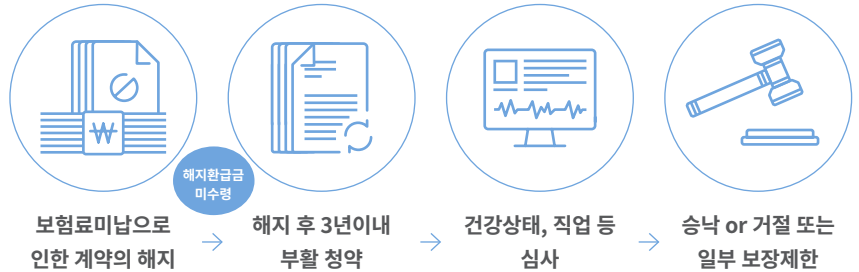 ₩
해지환급금
미수령
보험료미납으로
인한 계약의 해지
해지 후 3년이내
부활 청약
건강상태, 직업 등
심사
승낙 or 거절 또는
일부 보장제한